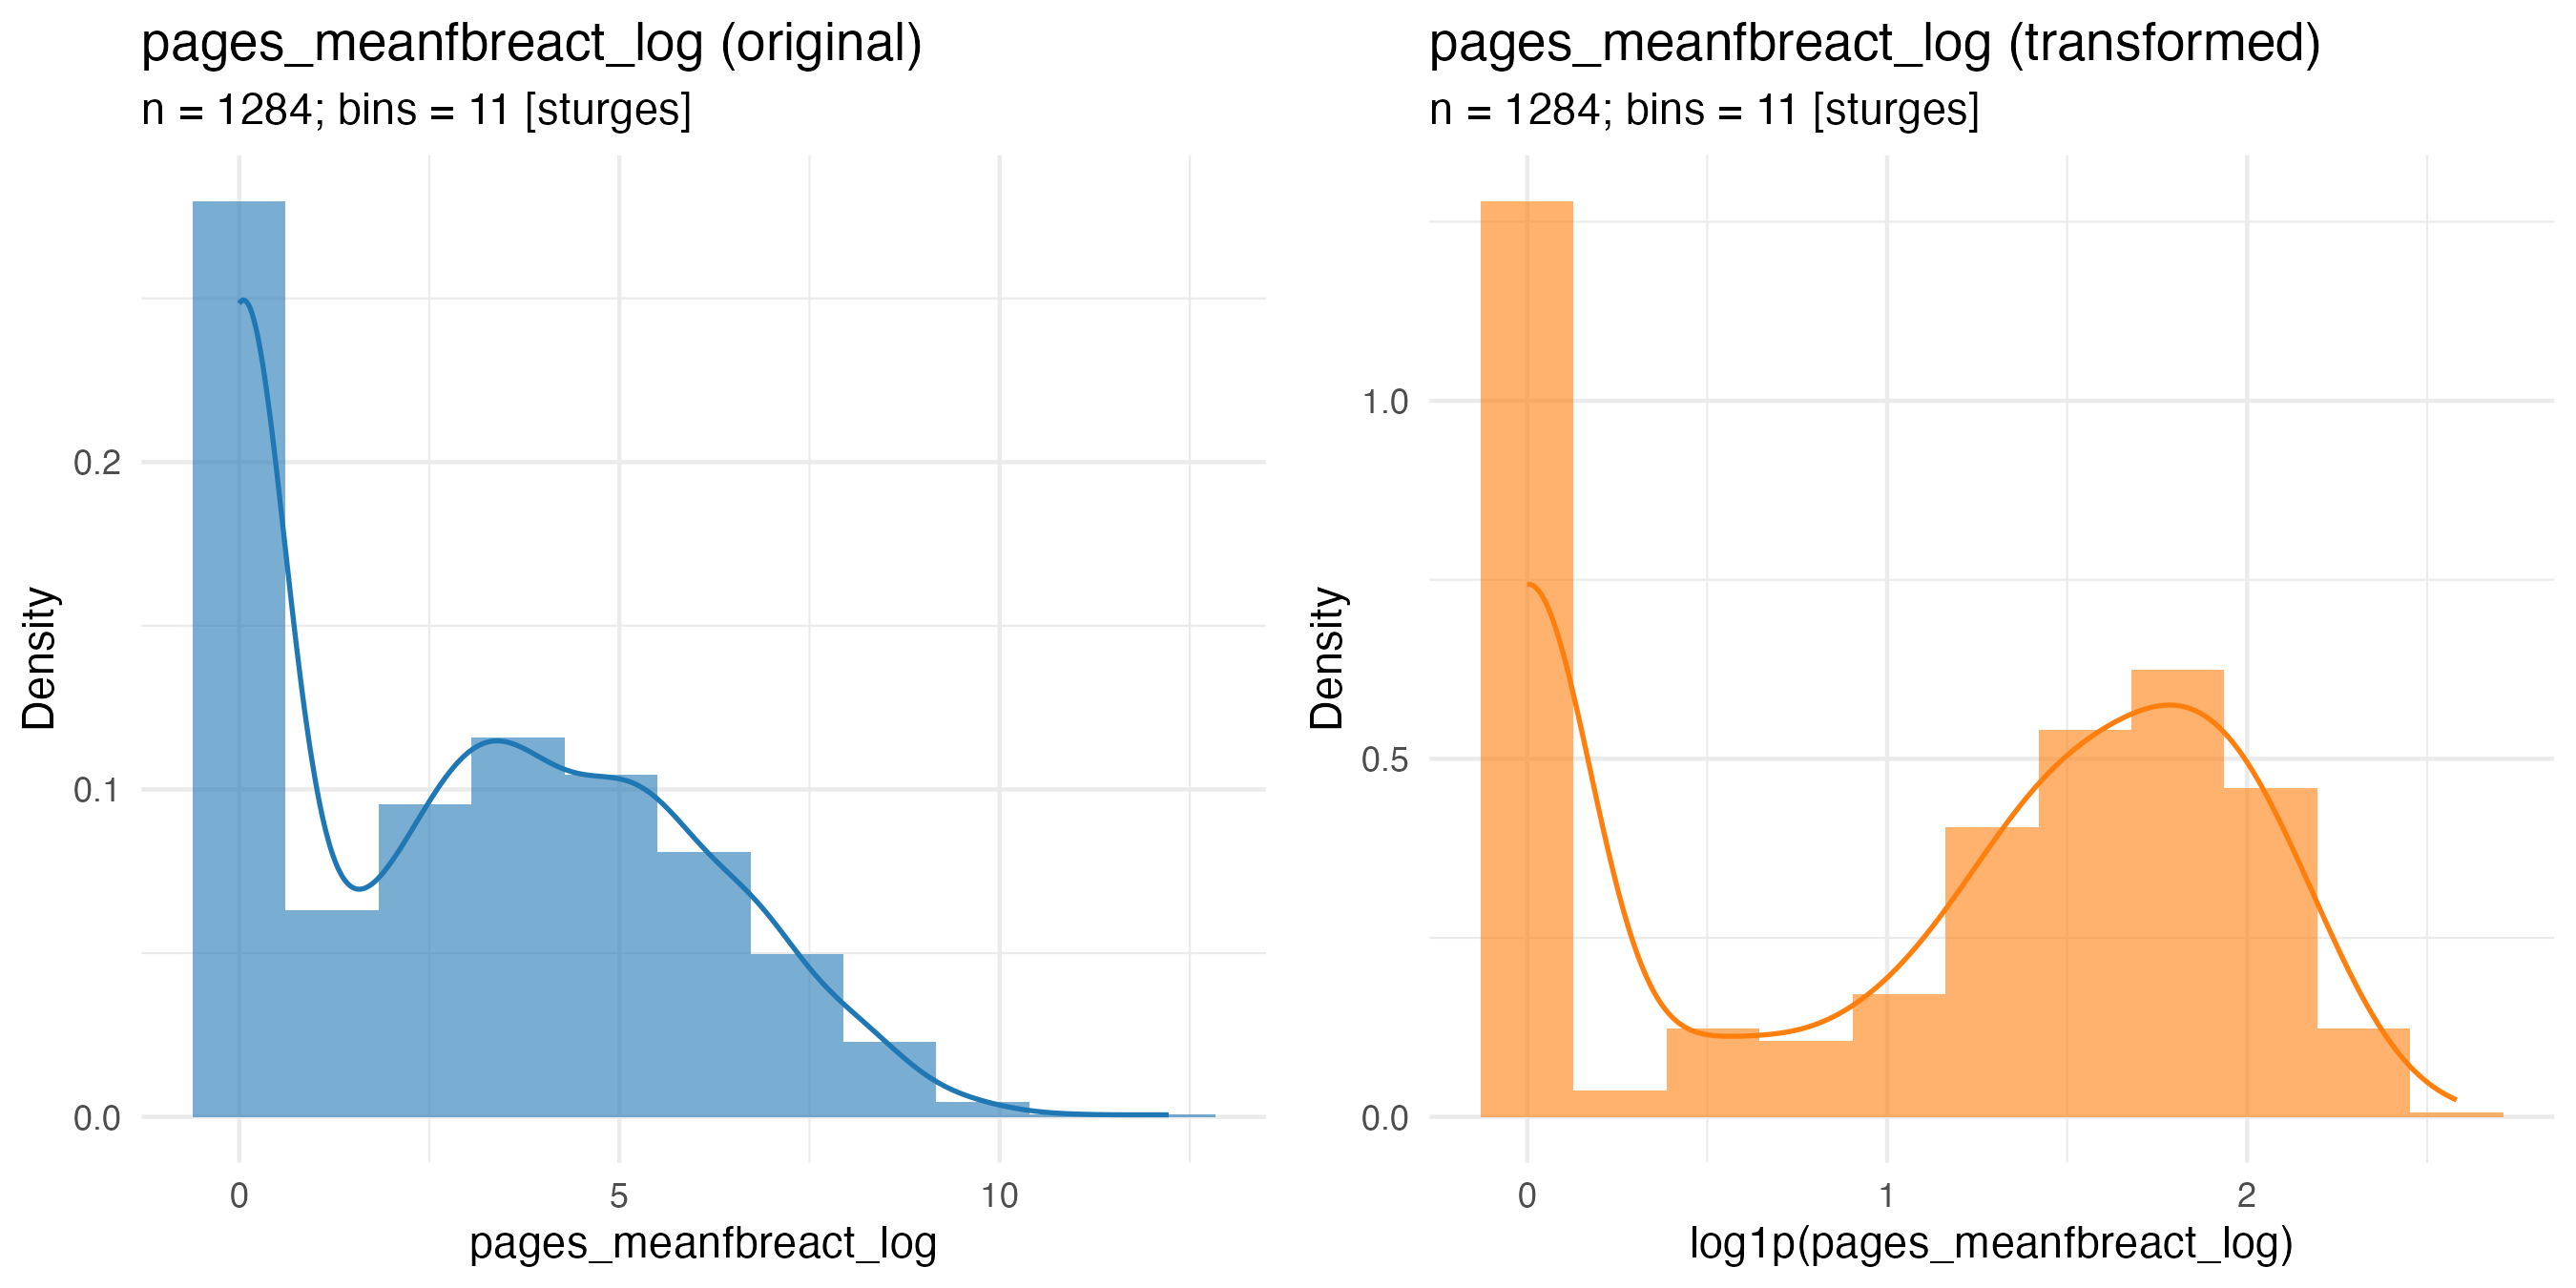 pages_meanfbreact_log (original)
n = 1284; bins = 11 [sturges]
Density
0.2
0.1
0.0
0
5
10
pages_meanfbreact_log
pages_meanfbreact_log (transformed)
n = 1284; bins = 11 [sturges]
Density
1.0
0.5
0.0
0
1
2
log1p(pages_meanfbreact_log)